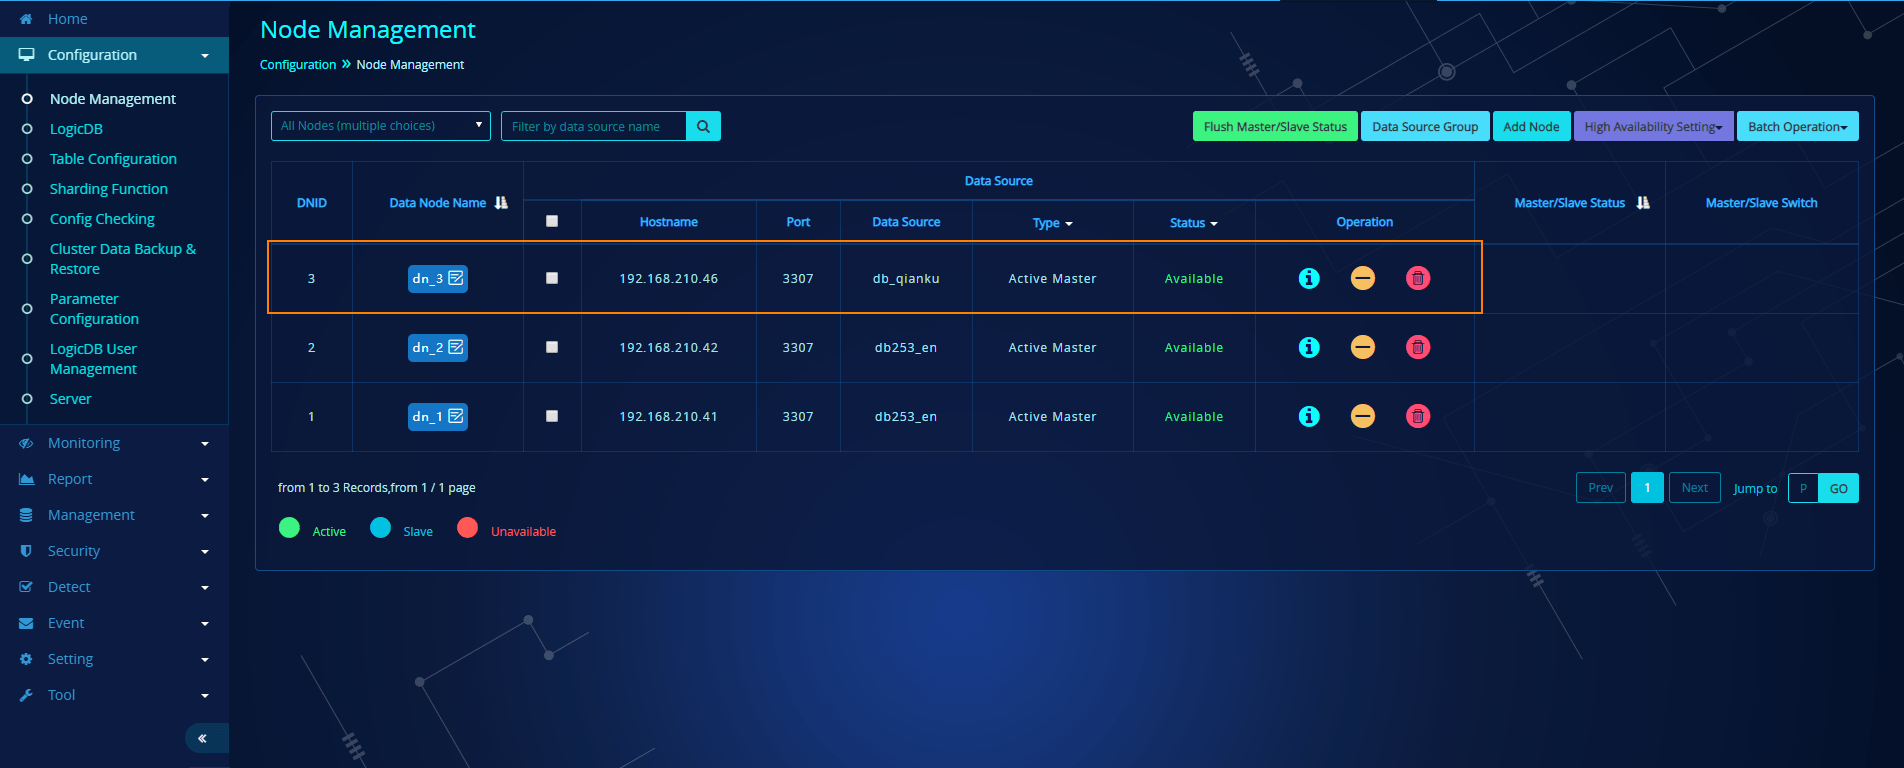 Home
Configuration
Node Management
LogicDB
Table Configuration
Sharding Function
Config Checking
Cluster Data Backup &
Restore
Parameter
Configuration
LogicDB User
Management
Server
Monitoring
Report
Management
Security
Detect
Event
Setting
Tool
Node Management
Configuration » Node Management
All Nodes (multiple choices) Filter by data source name Flush Master/Slave Status Data Source Group Add Node High Availability Setting Batch Operation
DNID Data Node Name Data Source Master/Slave Status Master/Slave Switch
Hostname Port Data Source Type Status Operation
3 dn_3 192.168.210.46 3307 db_qianku Active Master Available
2 dn_2 192.168.210.42 3307 db253_en Active Master Available
1 dn_1 192.168.210.41 3307 db253_en Active Master Available
from 1 to 3 Records,from 1 / 1 page Prev 1 Next Jump to P GO
Active Slave Unavailable